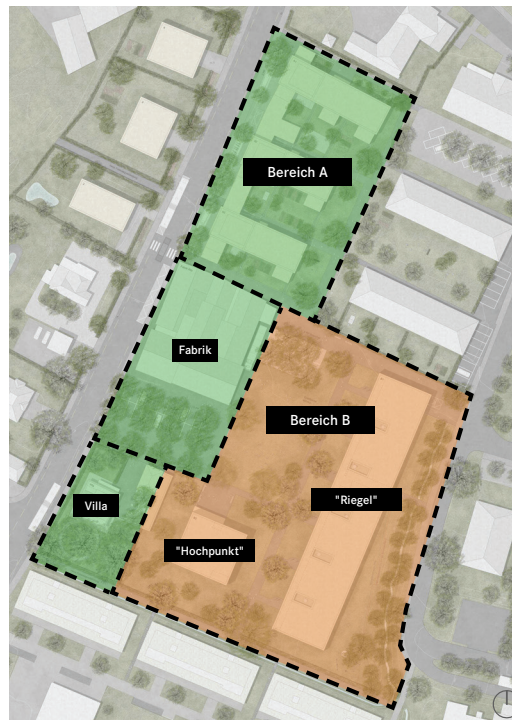 Bereich A
Fabrik
Bereich B
"Riegel"
Villa
"Hochpunkt"